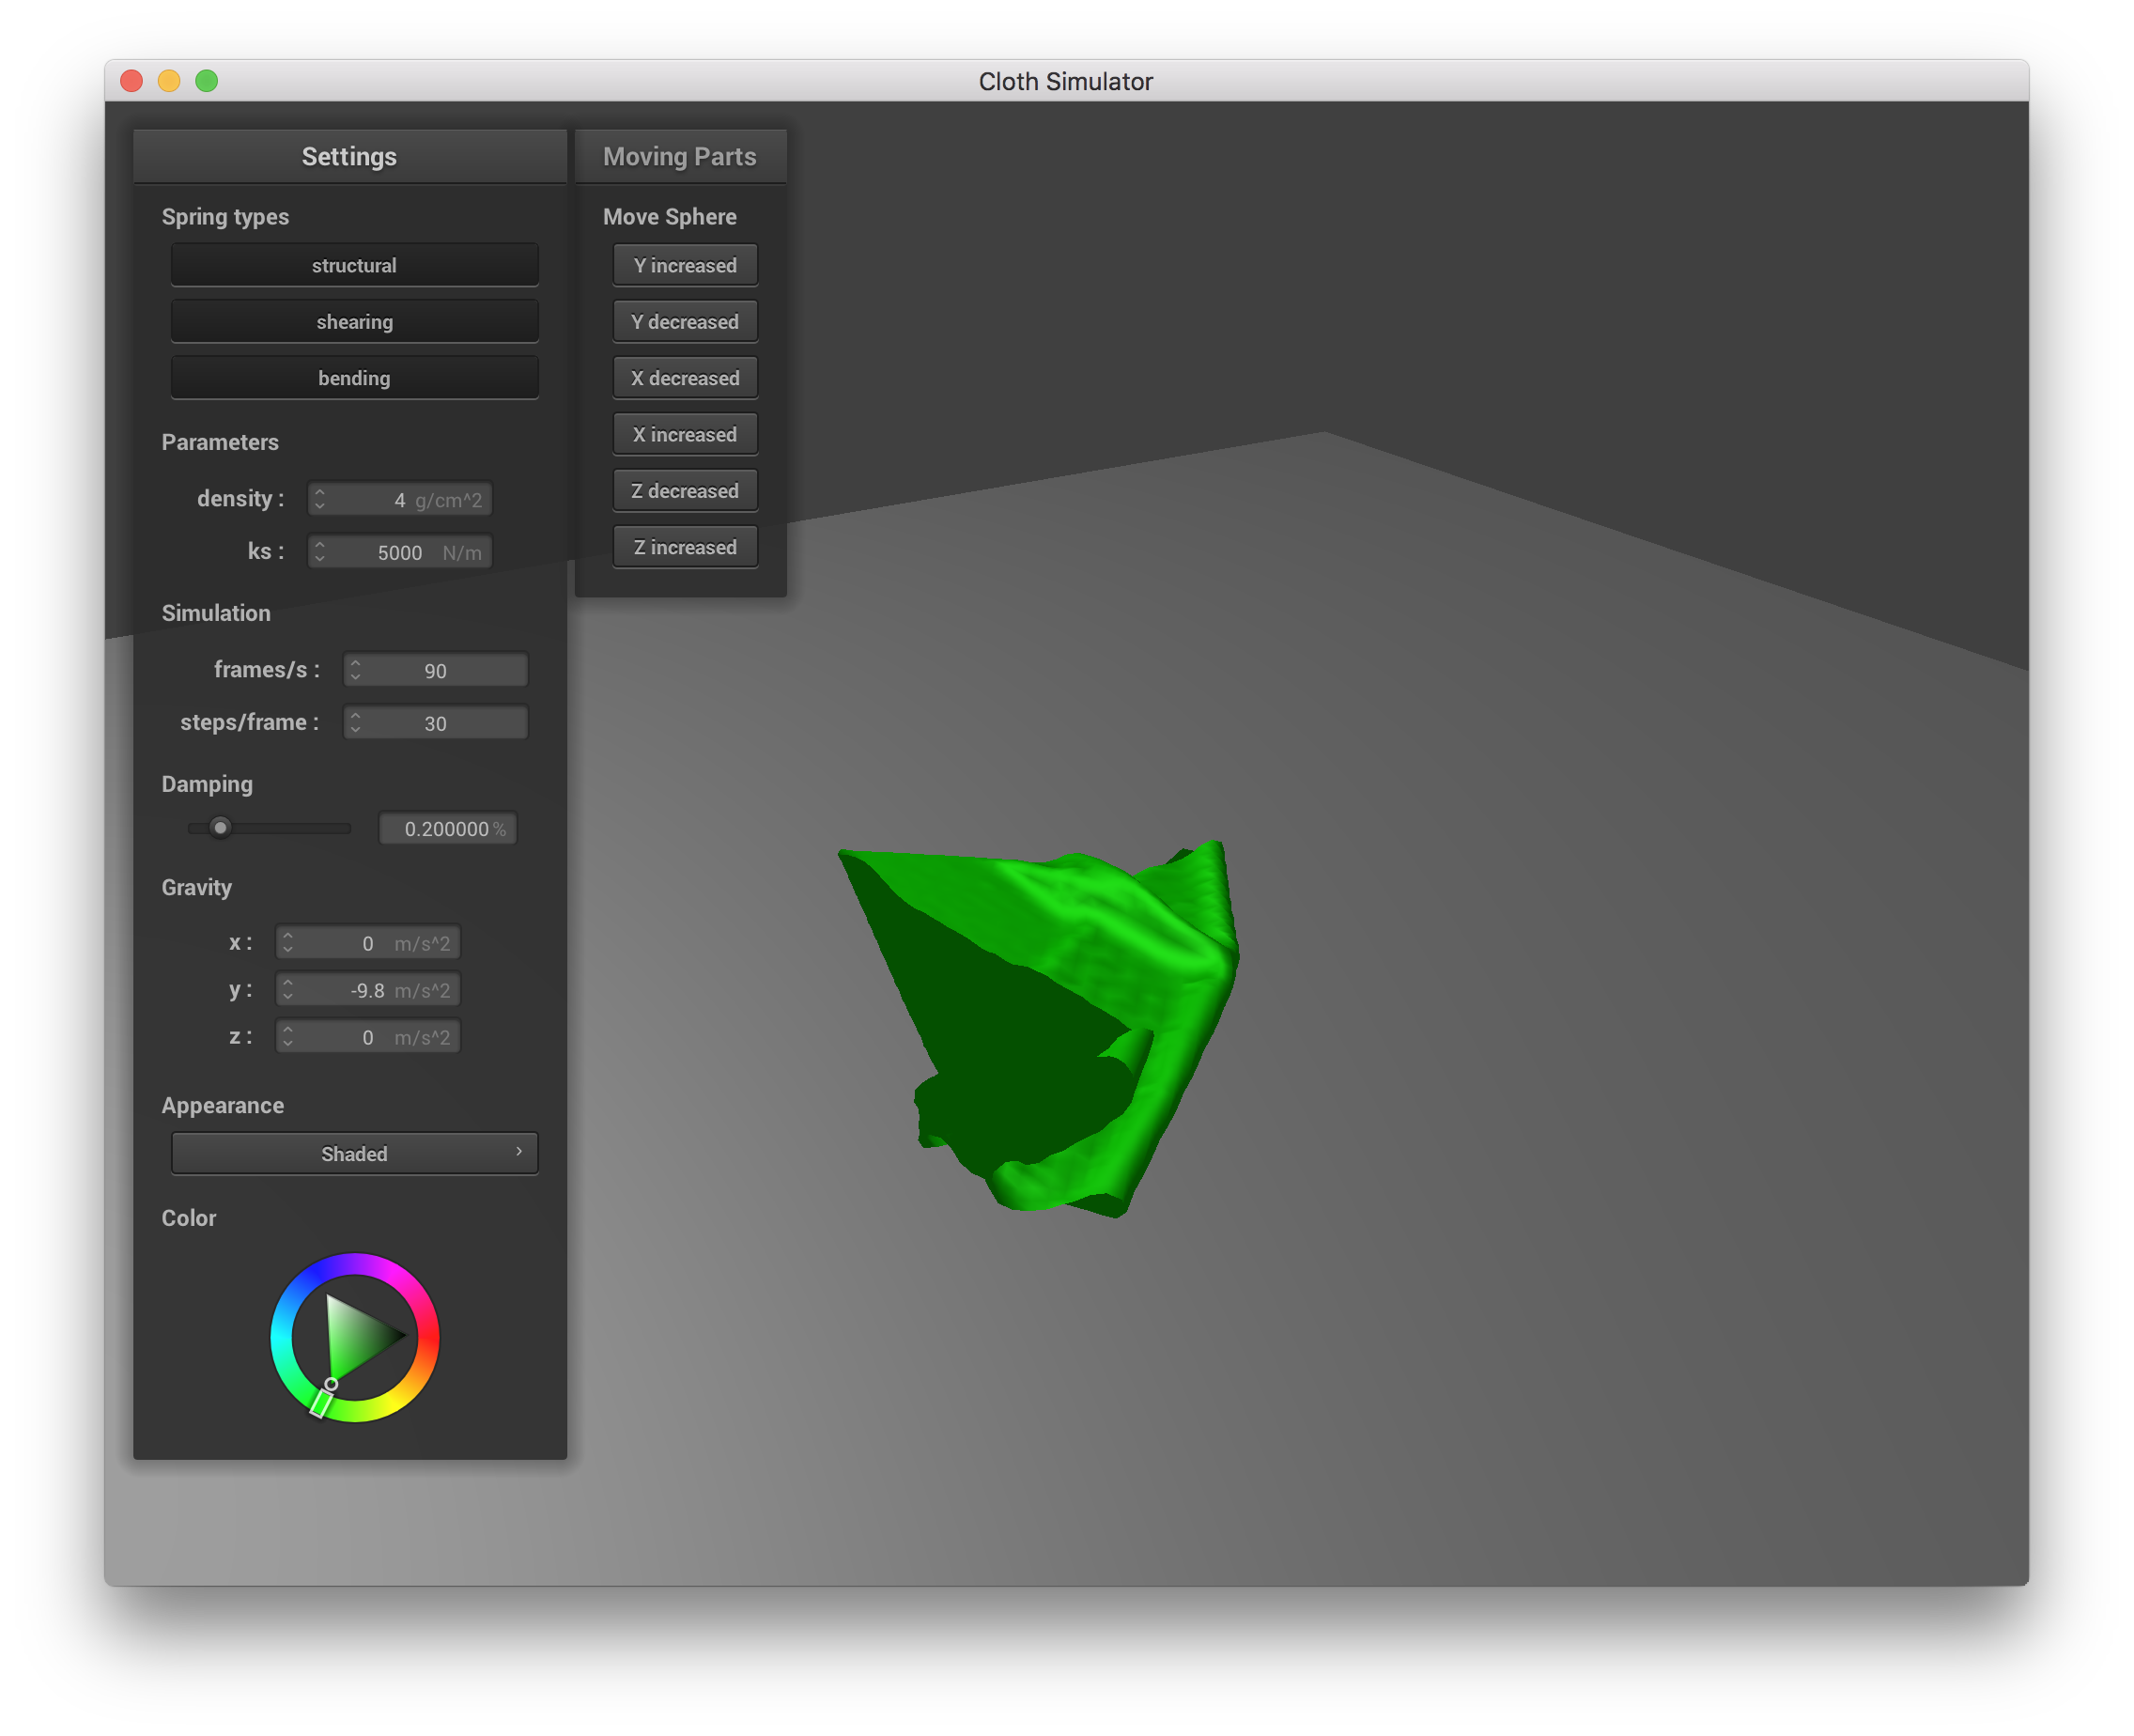 Cloth Simulator
Settings
Spring types
structural
shearing
bending
Parameters
density : 4 g/cm^2
ks : 5000 N/m
Simulation
frames/s : 90
steps/frame : 30
Damping
0.200000 %
Gravity
x : 0 m/s^2
y : -9.8 m/s^2
z : 0 m/s^2
Appearance
Shaded
Color
Moving Parts
Move Sphere
Y increased
Y decreased
X decreased
X increased
Z decreased
Z increased